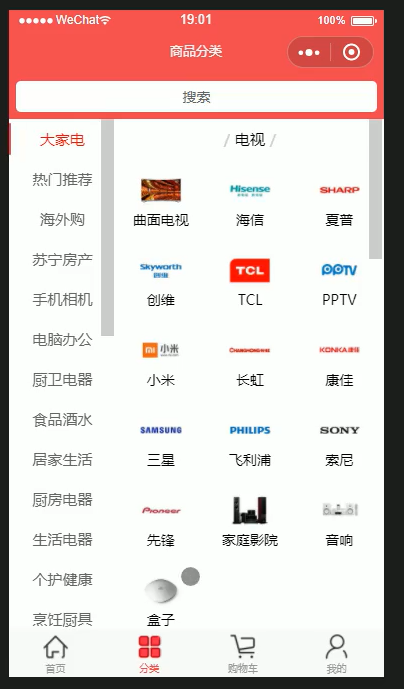 WeChat 19:01 100%
商品分类
搜索
大家电
热门推荐
海外购
苏宁房产
手机相机
电脑办公
厨卫电器
食品酒水
居家生活
厨房电器
生活电器
个护健康
烹饪厨具
/ 电视 /
曲面电视
Hisense
海信
SHARP
夏普
Skyworth
创维
创维
TCL
TCL
PPTV
PPTV
小米
小米
CHANGHONG
长虹
KONKA 康佳
康佳
SAMSUNG
三星
PHILIPS
飞利浦
SONY
索尼
Pioneer
先锋
家庭影院
音响
盒子
首页
分类
购物车
我的